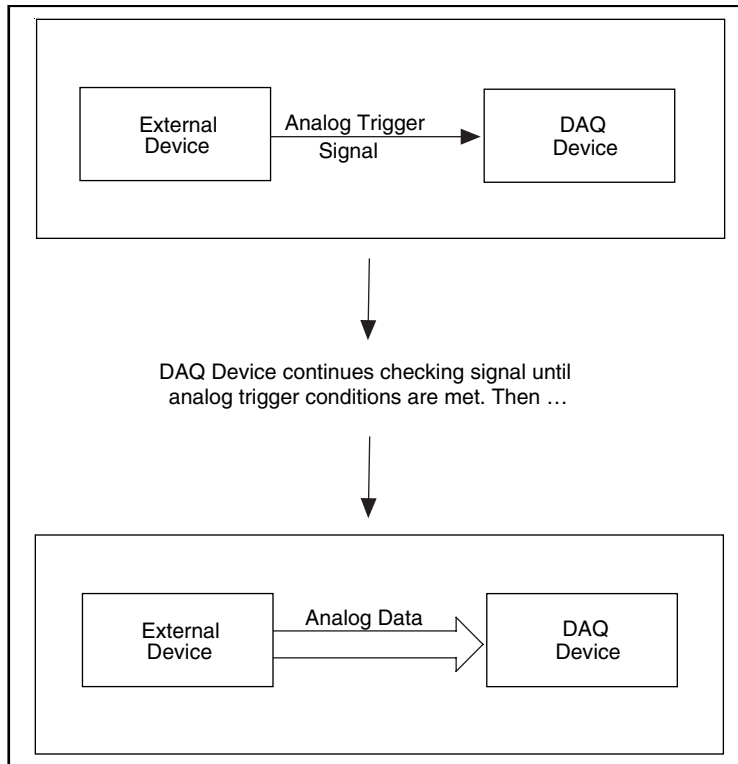 External
Device
Analog Trigger
Signal
DAQ
Device
DAQ Device continues checking signal until
analog trigger conditions are met. Then …
External
Device
Analog Data
DAQ
Device